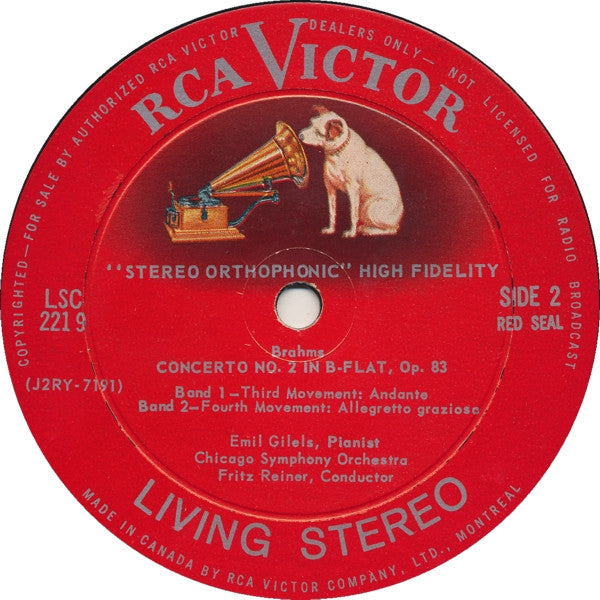 COPYRIGHTED—FOR SALE BY AUTHORIZED RCA VICTOR DEALERS ONLY—NOT LICENSED FOR RADIO BROADCAST
RCA VICTOR
"STEREO ORTHOPHONIC" HIGH FIDELITY
LSC
2219
SIDE 2
RED SEAL
Brahms
CONCERTO NO. 2 IN B-FLAT, Op. 83
(J2RY-7191)
Band 1—Third Movement: Andante
Band 2—Fourth Movement: Allegretto grazioso
Emil Gilels, Pianist
Chicago Symphony Orchestra
Fritz Reiner, Conductor
LIVING STEREO
MADE IN CANADA BY RCA VICTOR COMPANY, LTD., MONTREAL